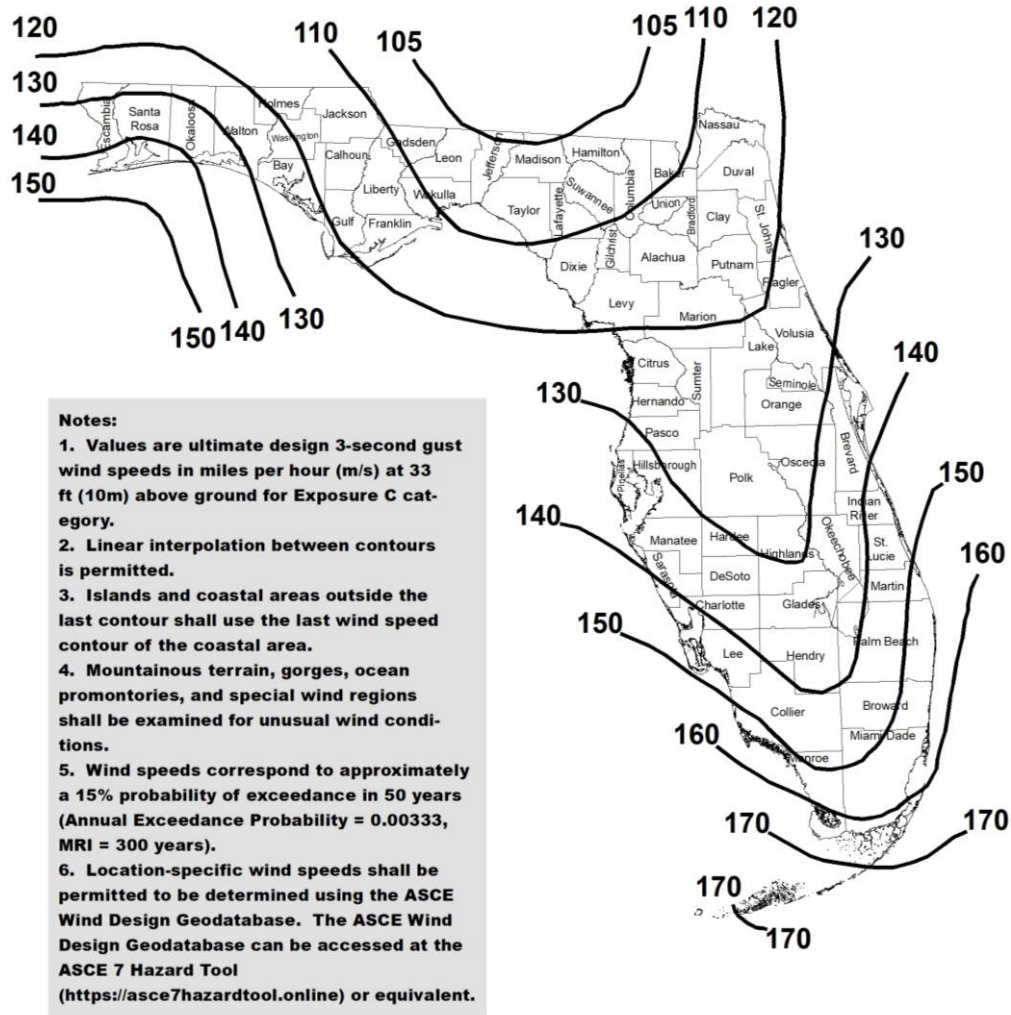 120
110
105
105
110
120
130
140
150
Escambia
Santa
Rosa
Okaloosa
Walton
Holmes
Washington
Bay
Jackson
Calhoun
Gulf
Liberty
Franklin
Gadsden
Leon
Wakulla
Jefferson
Madison
Taylor
Hamilton
Suwannee
Lafayette
Dixie
Columbia
Gilchrist
Baker
Union
Bradford
Nassau
Duval
Clay
St. Johns
Alachua
Putnam
Flagler
Levy
Marion
150
140
130
130
Volusia
Lake
Citrus
Sumter
Hernando
Seminole
Orange
Pasco
Brevard
140
130
Pinellas
Hillsborough
Polk
Osceola
Indian
River
150
140
Manatee
Hardee
Highlands
Okeechobee
St.
Lucie
160
Sarasota
DeSoto
Martin
Charlotte
Glades
150
Lee
Hendry
Palm Beach
Collier
Broward
160
Miami Dade
Monroe
170
170
170
170
Notes:
1. Values are ultimate design 3-second gust
wind speeds in miles per hour (m/s) at 33
ft (10m) above ground for Exposure C cat-
egory.
2. Linear interpolation between contours
is permitted.
3. Islands and coastal areas outside the
last contour shall use the last wind speed
contour of the coastal area.
4. Mountainous terrain, gorges, ocean
promontories, and special wind regions
shall be examined for unusual wind condi-
tions.
5. Wind speeds correspond to approximately
a 15% probability of exceedance in 50 years
(Annual Exceedance Probability = 0.00333,
MRI = 300 years).
6. Location-specific wind speeds shall be
permitted to be determined using the ASCE
Wind Design Geodatabase. The ASCE Wind
Design Geodatabase can be accessed at the
ASCE 7 Hazard Tool
(https://asce7hazardtool.online) or equivalent.